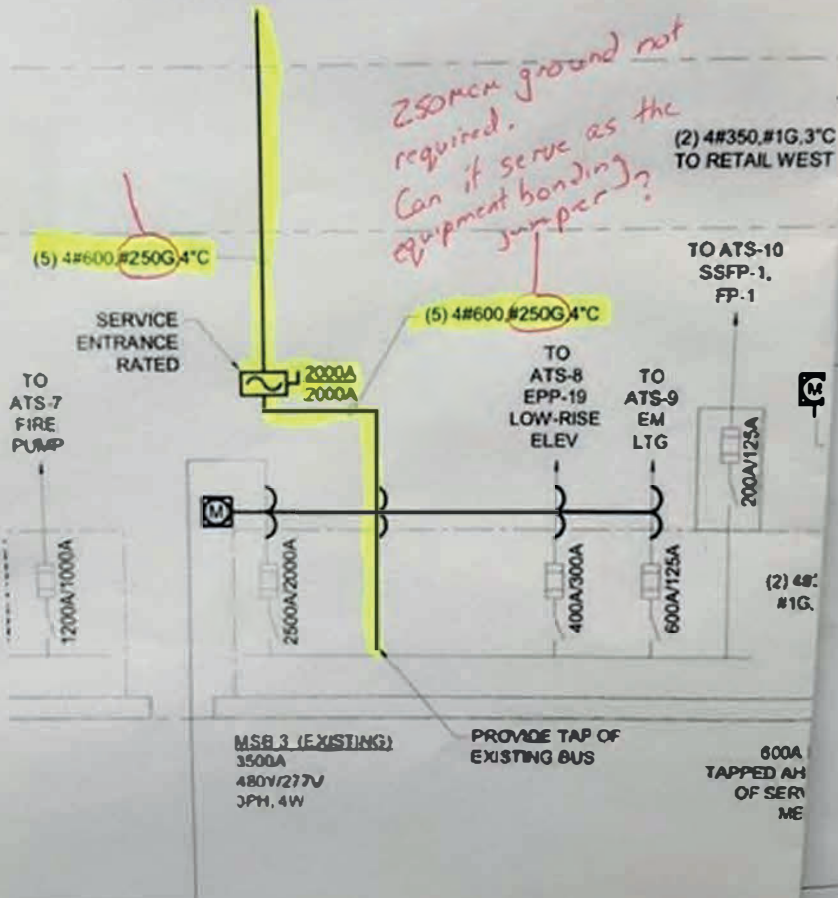 250MCM ground not
required.
Can it serve as the
equipment bonding
jumper?
(2) 4#350,#1G,3"C
TO RETAIL WEST
(5) 4#600,#250G,4"C
TO ATS-10
SSFP-1,
FP-1
SERVICE
ENTRANCE
RATED
(5) 4#600,#250G,4"C
2000A
2000A
TO
ATS-7
FIRE
PUMP
TO
ATS-8
EPP-19
LOW-RISE
ELEV
TO
ATS-9
EM
LTG
M
200A/125A
M
1200A/1000A
2500A/2000A
400A/300A
600A/125A
(2)
#1G,
MSB 3 (EXISTING)
3500A
480Y/277V
3PH, 4W
PROVIDE TAP OF
EXISTING BUS
600A
TAPPED AH
OF SERV
ME